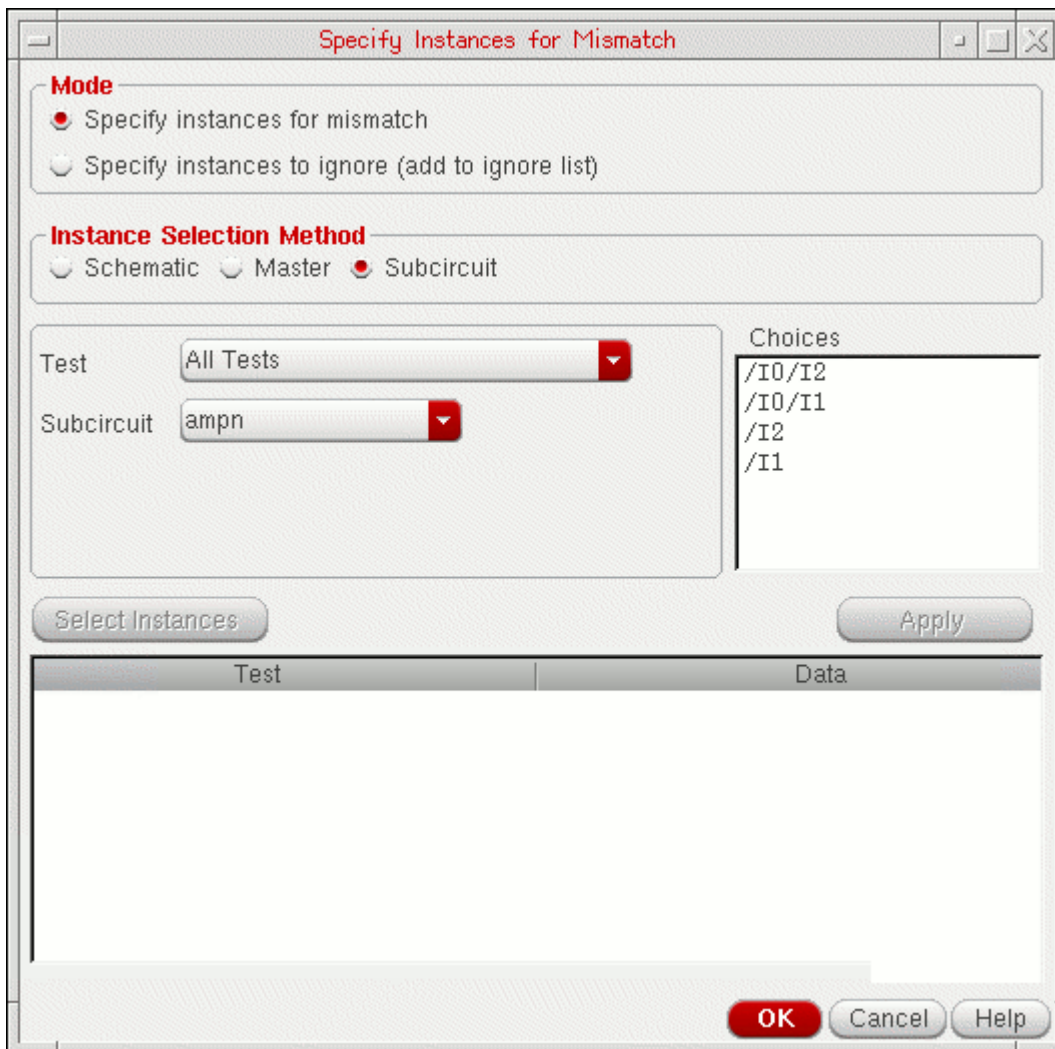 Specify Instances for Mismatch
Mode
Specify instances for mismatch
Specify instances to ignore (add to ignore list)
Instance Selection Method
Schematic Master Subcircuit
Test All Tests
Subcircuit ampn
Choices
/I0/I2
/I0/I1
/I2
/I1
Select Instances Apply
Test Data
OK Cancel Help